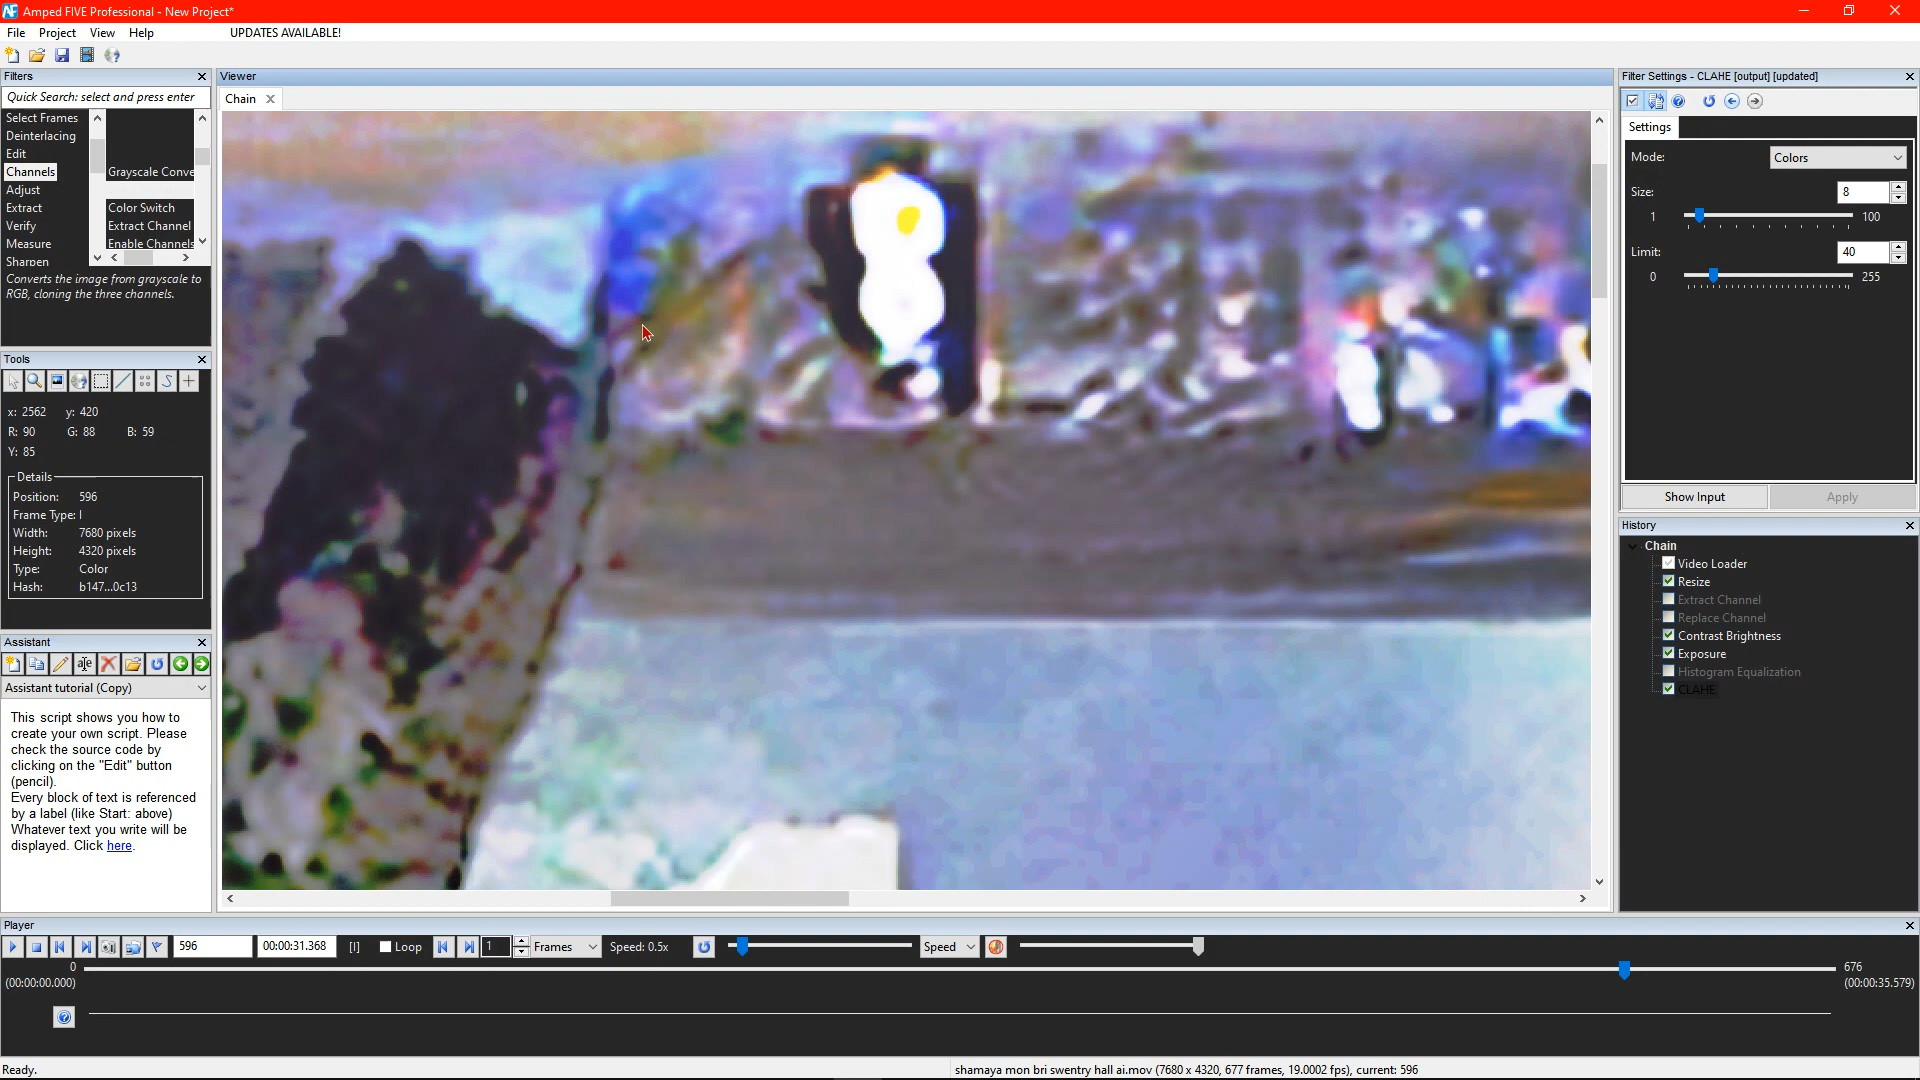 Amped FIVE Professional - New Project*
File Project View Help UPDATES AVAILABLE!
Filters
Quick Search: select and press enter
Select Frames
Deinterlacing
Edit
Channels
Adjust
Extract
Verify
Measure
Sharpen
Grayscale Conve
Color Switch
Extract Channel
Enable Channels
Converts the image from grayscale to
RGB, cloning the three channels.
Tools
x: 2562 y: 420
R: 90 G: 88 B: 59
Y: 85
Details
Position: 596
Frame Type: I
Width: 7680 pixels
Height: 4320 pixels
Type: Color
Hash: b147...0c13
Assistant
Assistant tutorial (Copy)
This script shows you how to
create your own script. Please
check the source code by
clicking on the "Edit" button
(pencil).
Every block of text is referenced
by a label (like Start: above)
Whatever text you write will be
displayed. Click here.
Viewer
Chain
Filter Settings - CLAHE [output] [updated]
Settings
Mode: Colors
Size: 8
1 100
Limit: 40
0 255
Show Input Apply
History
Chain
Video Loader
Resize
Extract Channel
Replace Channel
Contrast Brightness
Exposure
Histogram Equalization
CLAHE
Player
596 00:00:31.368 [I] Loop 1 Frames Speed: 0.5x Speed
0 676
(00:00:00.000) (00:00:35.579)
Ready. shamaya mon bri swentry hall ai.mov (7680 x 4320, 677 frames, 19.0002 fps), current: 596